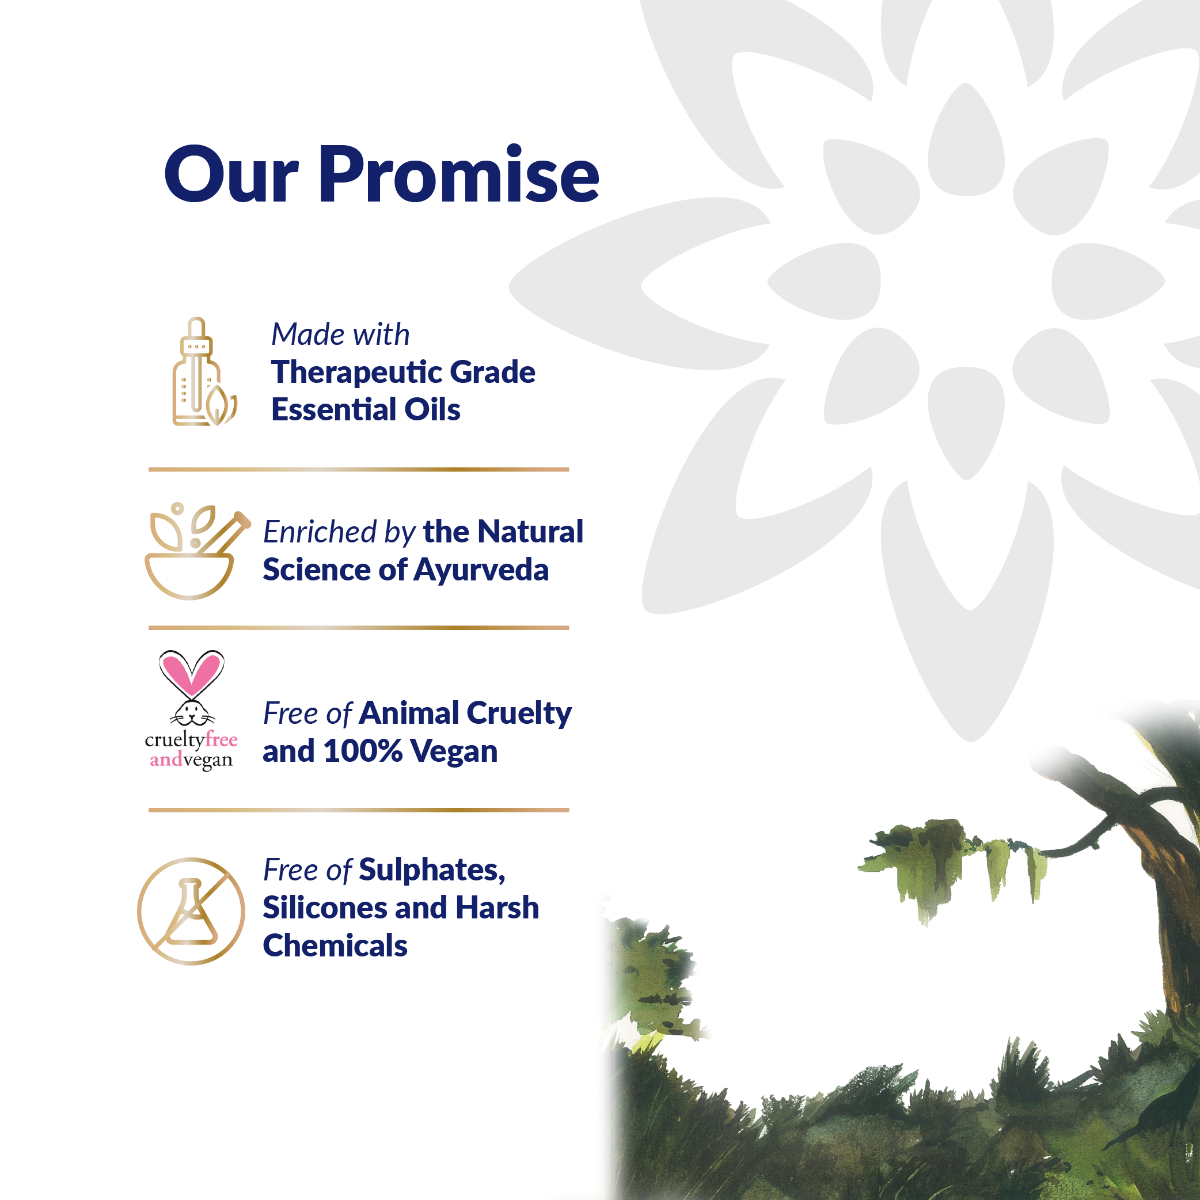 Our Promise
Made with
Therapeutic Grade
Essential Oils
Enriched by the Natural
Science of Ayurveda
crueltyfree
andvegan
Free of Animal Cruelty
and 100% Vegan
Free of Sulphates,
Silicones and Harsh
Chemicals